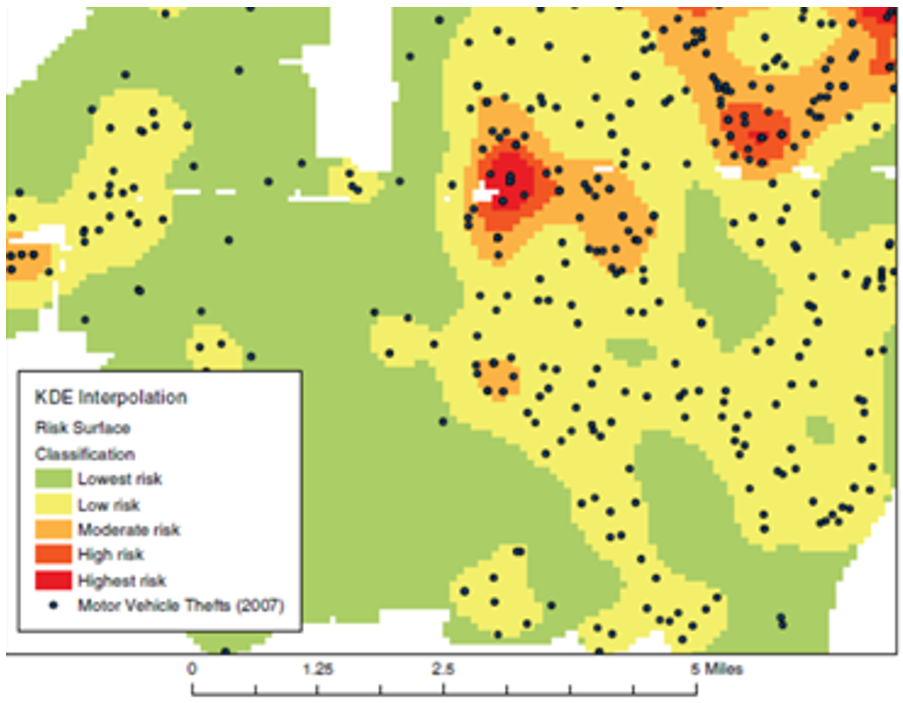 KDE Interpolation
Risk Surface
Classification
Lowest risk
Low risk
Moderate risk
High risk
Highest risk
Motor Vehicle Thefts (2007)
0 1.25 2.5 5 Miles